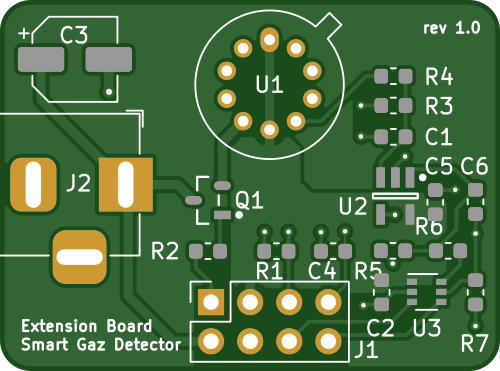 rev 1.0
+ C3
U1
R4
R3
C1
C5 C6
J2
Q1
U2
R6
R2
R1 C4 R5
C2 U3
R7
J1
Extension Board
Smart Gaz Detector